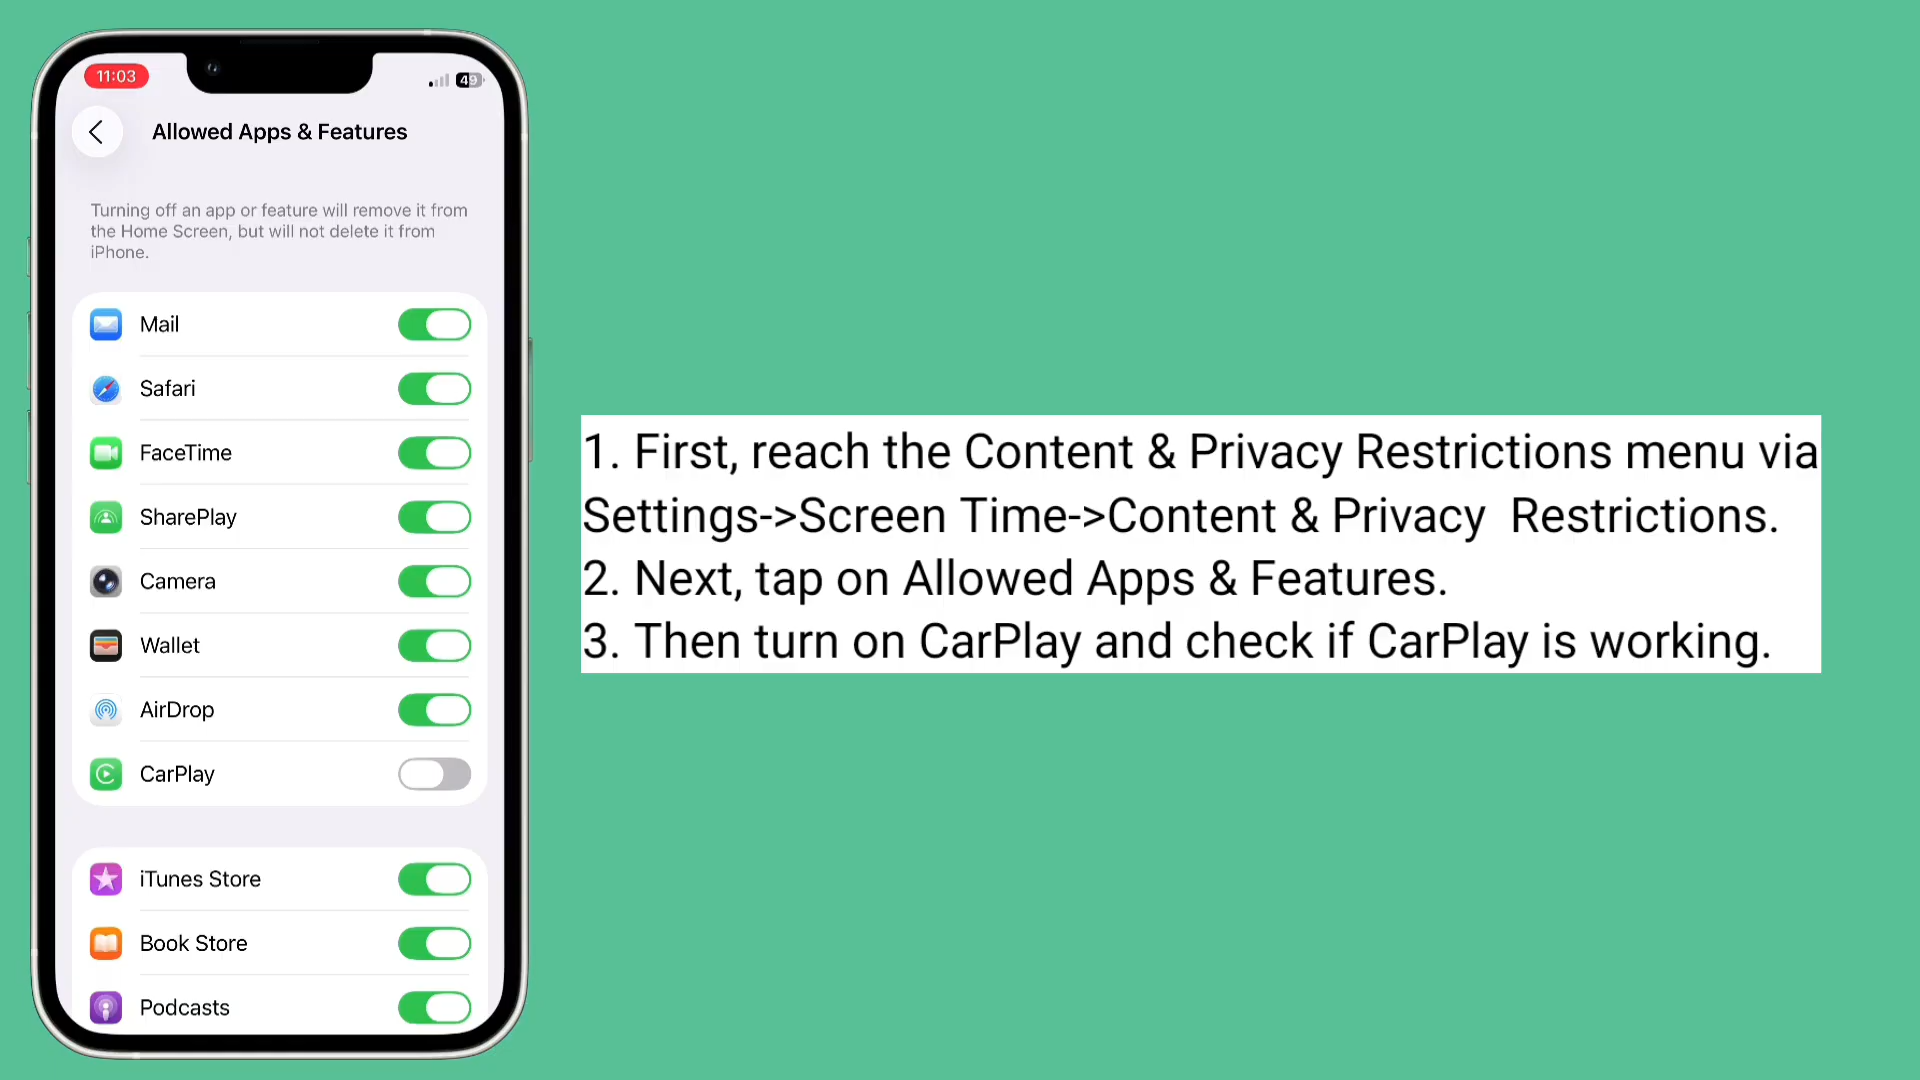 11:03
49
Allowed Apps & Features
Turning off an app or feature will remove it from
the Home Screen, but will not delete it from
iPhone.
Mail
Safari
FaceTime
SharePlay
Camera
Wallet
AirDrop
CarPlay
iTunes Store
Book Store
Podcasts
1. First, reach the Content & Privacy Restrictions menu via
Settings->Screen Time->Content & Privacy  Restrictions.
2. Next, tap on Allowed Apps & Features.
3. Then turn on CarPlay and check if CarPlay is working.